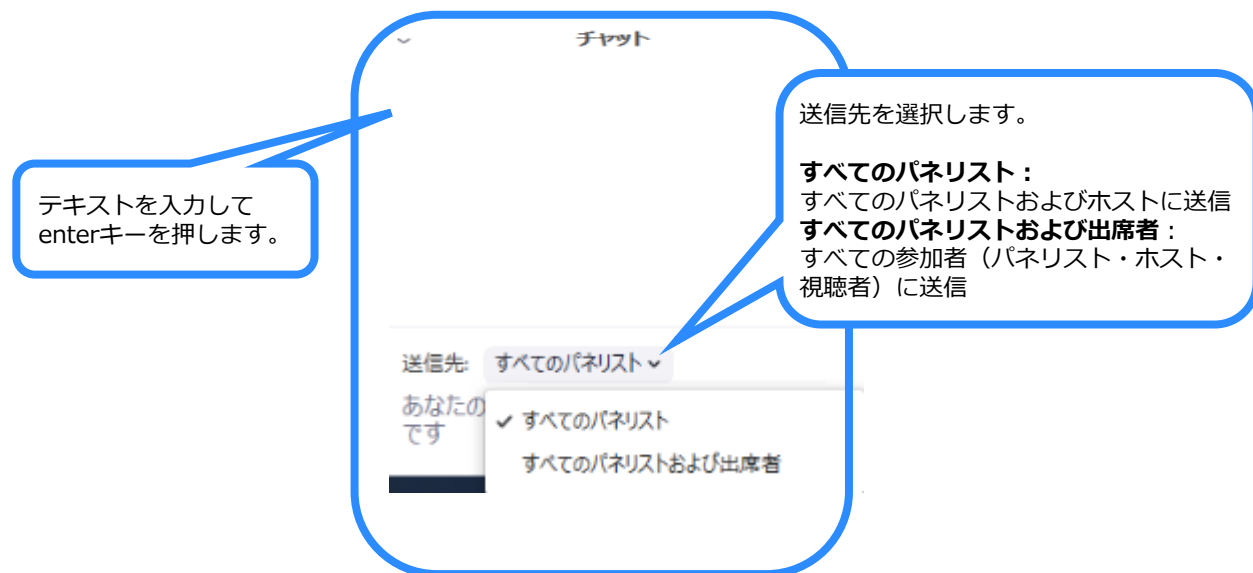 チャット
送信先を選択します。
すべてのパネリスト：
すべてのパネリストおよびホストに送信
すべてのパネリストおよび出席者：
すべての参加者（パネリスト・ホスト・
視聴者）に送信
テキストを入力して
enterキーを押します。
送信先: すべてのパネリスト
あなたの
です
すべてのパネリスト
すべてのパネリストおよび出席者